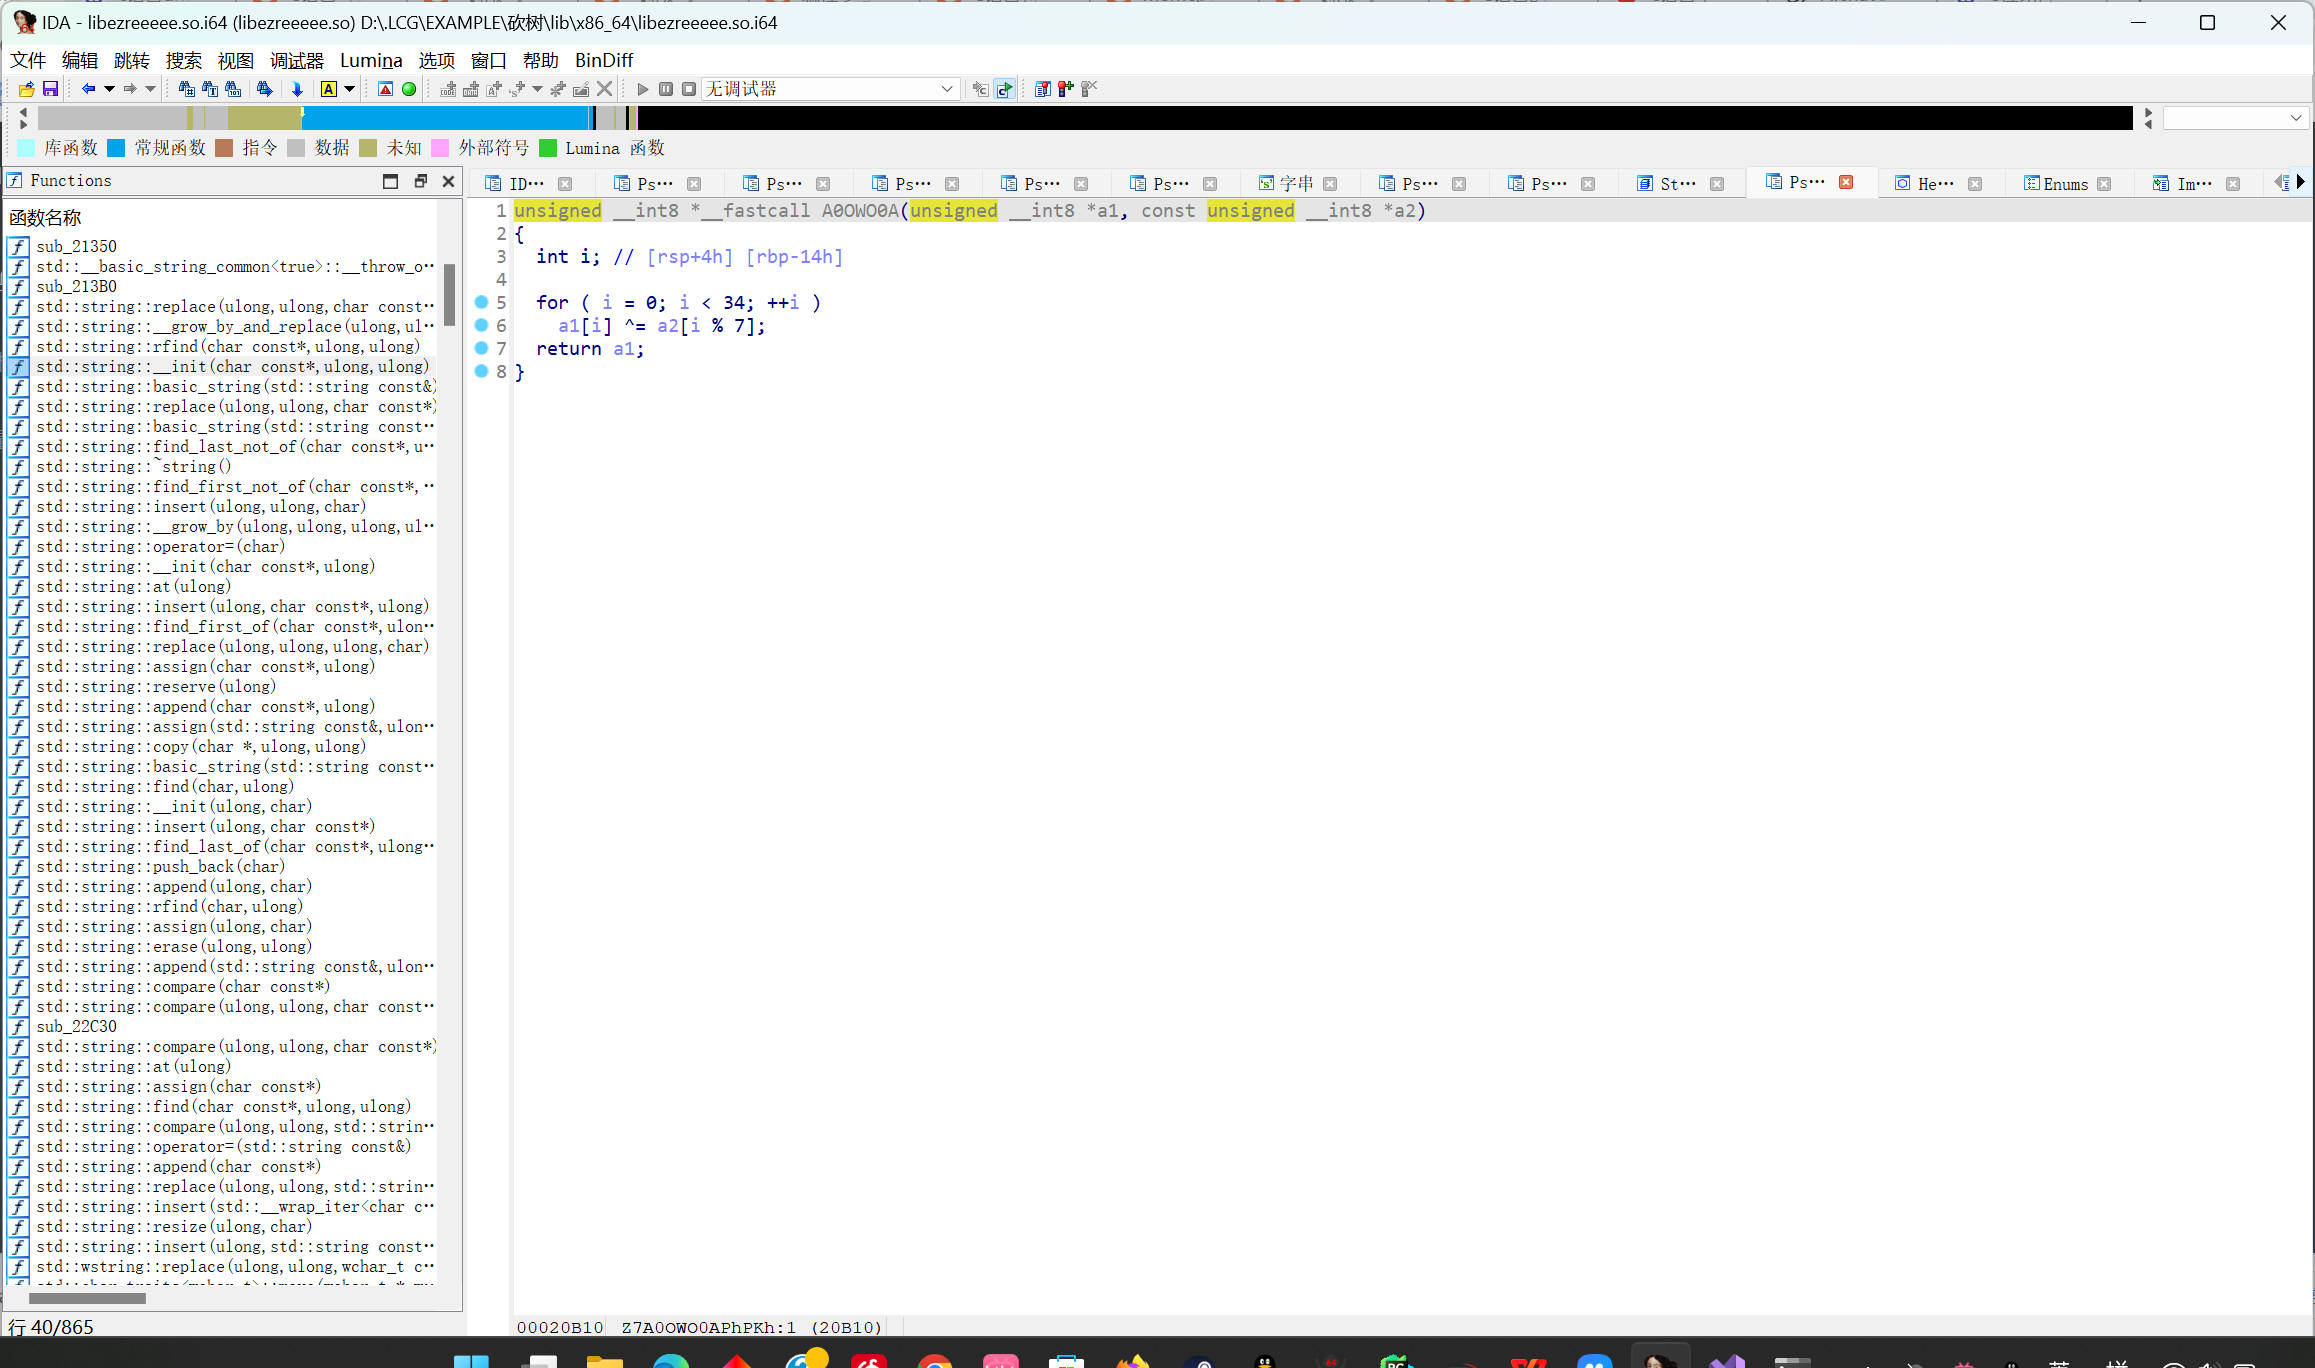 IDA - libezreeeee.so.i64 (libezreeeee.so) D:\.LCG\EXAMPLE\砍树\lib\x86_64\libezreeeee.so.i64
文件 编辑 跳转 搜索 视图 调试器 Lumina 选项 窗口 帮助 BinDiff
无调试器
库函数 常规函数 指令 数据 未知 外部符号 Lumina 函数
Functions
ID… Ps… Ps… Ps… Ps… Ps… 字串 Ps… Ps… St… Ps… He… Enums Im…
函数名称
sub_21350
std::__basic_string_common<true>::__throw_o…
sub_213B0
std::string::replace(ulong,ulong,char const…
std::string::__grow_by_and_replace(ulong,ul…
std::string::rfind(char const*,ulong,ulong)
std::string::__init(char const*,ulong,ulong)
std::string::basic_string(std::string const&)
std::string::replace(ulong,ulong,char const*)
std::string::basic_string(std::string const…
std::string::find_last_not_of(char const*,u…
std::string::~string()
std::string::find_first_not_of(char const*,…
std::string::insert(ulong,ulong,char)
std::string::__grow_by(ulong,ulong,ulong,ul…
std::string::operator=(char)
std::string::__init(char const*,ulong)
std::string::at(ulong)
std::string::insert(ulong,char const*,ulong)
std::string::find_first_of(char const*,ulon…
std::string::replace(ulong,ulong,ulong,char)
std::string::assign(char const*,ulong)
std::string::reserve(ulong)
std::string::append(char const*,ulong)
std::string::assign(std::string const&,ulon…
std::string::copy(char *,ulong,ulong)
std::string::basic_string(std::string const…
std::string::find(char,ulong)
std::string::__init(ulong,char)
std::string::insert(ulong,char const*)
std::string::find_last_of(char const*,ulong…
std::string::push_back(char)
std::string::append(ulong,char)
std::string::rfind(char,ulong)
std::string::assign(ulong,char)
std::string::erase(ulong,ulong)
std::string::append(std::string const&,ulon…
std::string::compare(char const*)
std::string::compare(ulong,ulong,char const…
sub_22C30
std::string::compare(ulong,ulong,char const*)
std::string::at(ulong)
std::string::assign(char const*)
std::string::find(char const*,ulong,ulong)
std::string::compare(ulong,ulong,std::strin…
std::string::operator=(std::string const&)
std::string::append(char const*)
std::string::replace(ulong,ulong,std::strin…
std::string::insert(std::__wrap_iter<char c…
std::string::resize(ulong,char)
std::string::insert(ulong,std::string const…
std::wstring::replace(ulong,ulong,wchar_t c…
行 40/865
1 unsigned __int8 *__fastcall A0OWO0A(unsigned __int8 *a1, const unsigned __int8 *a2)
2 {
3 int i; // [rsp+4h] [rbp-14h]
4
5 for ( i = 0; i < 34; ++i )
6 a1[i] ^= a2[i % 7];
7 return a1;
8 }
00020B10 Z7A0OWO0APhPKh:1 (20B10)